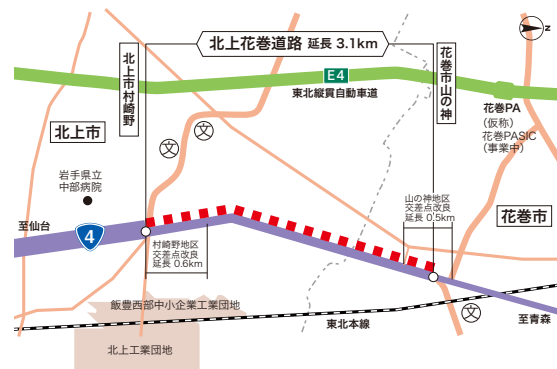 北上花巻道路 延長 3.1km
N
北上市村崎野
花巻市山の神
E4
東北縦貫自動車道
花巻PA
(仮称)
花巻PASIC
(事業中)
北上市
文
文
岩手県立
中部病院
山の神地区
交差点改良
延長 0.5km
花巻市
至仙台
4
村崎野地区
交差点改良
延長 0.6km
飯豊西部中小企業工業団地
文
東北本線
至青森
北上工業団地